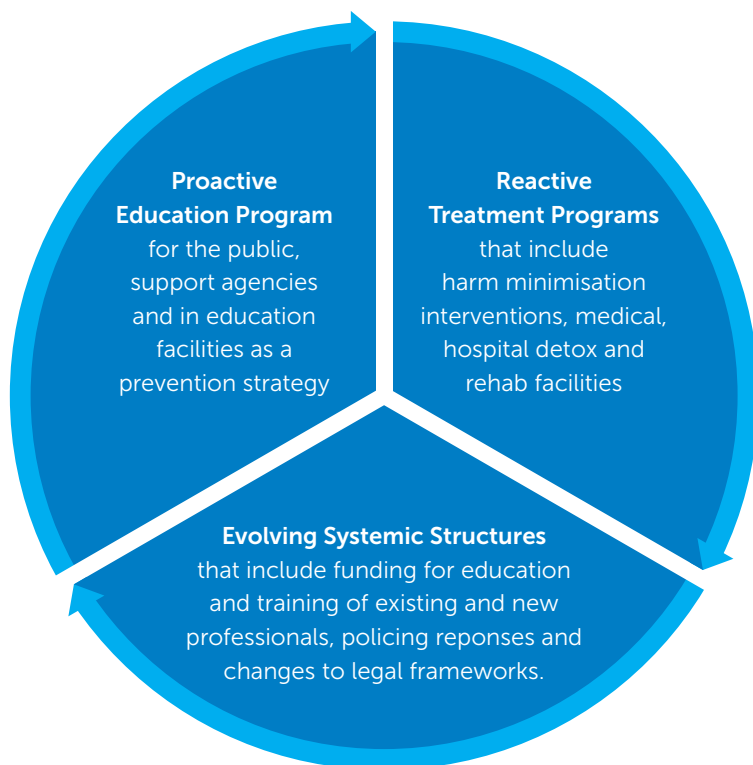 Proactive
Education Program
for the public,
support agencies
and in education
facilities as a
prevention strategy
Reactive
Treatment Programs
that include
harm minimisation
interventions, medical,
hospital detox and
rehab facilities
Evolving Systemic Structures
that include funding for education
and training of existing and new
professionals, policing reponses and
changes to legal frameworks.